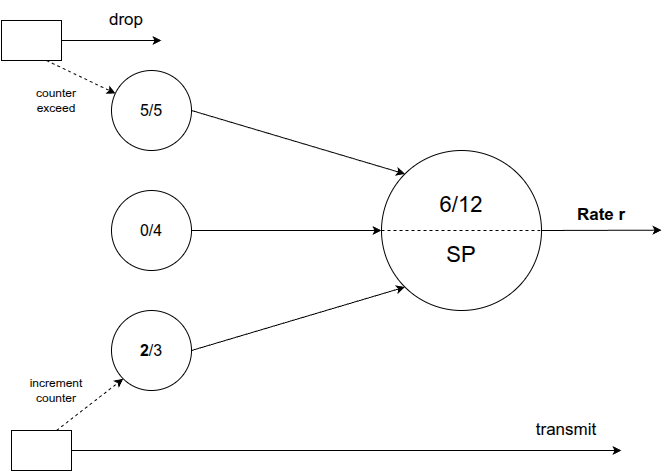 drop
counter
exceed
5/5
0/4
6/12
SP
Rate r
2/3
increment
counter
transmit